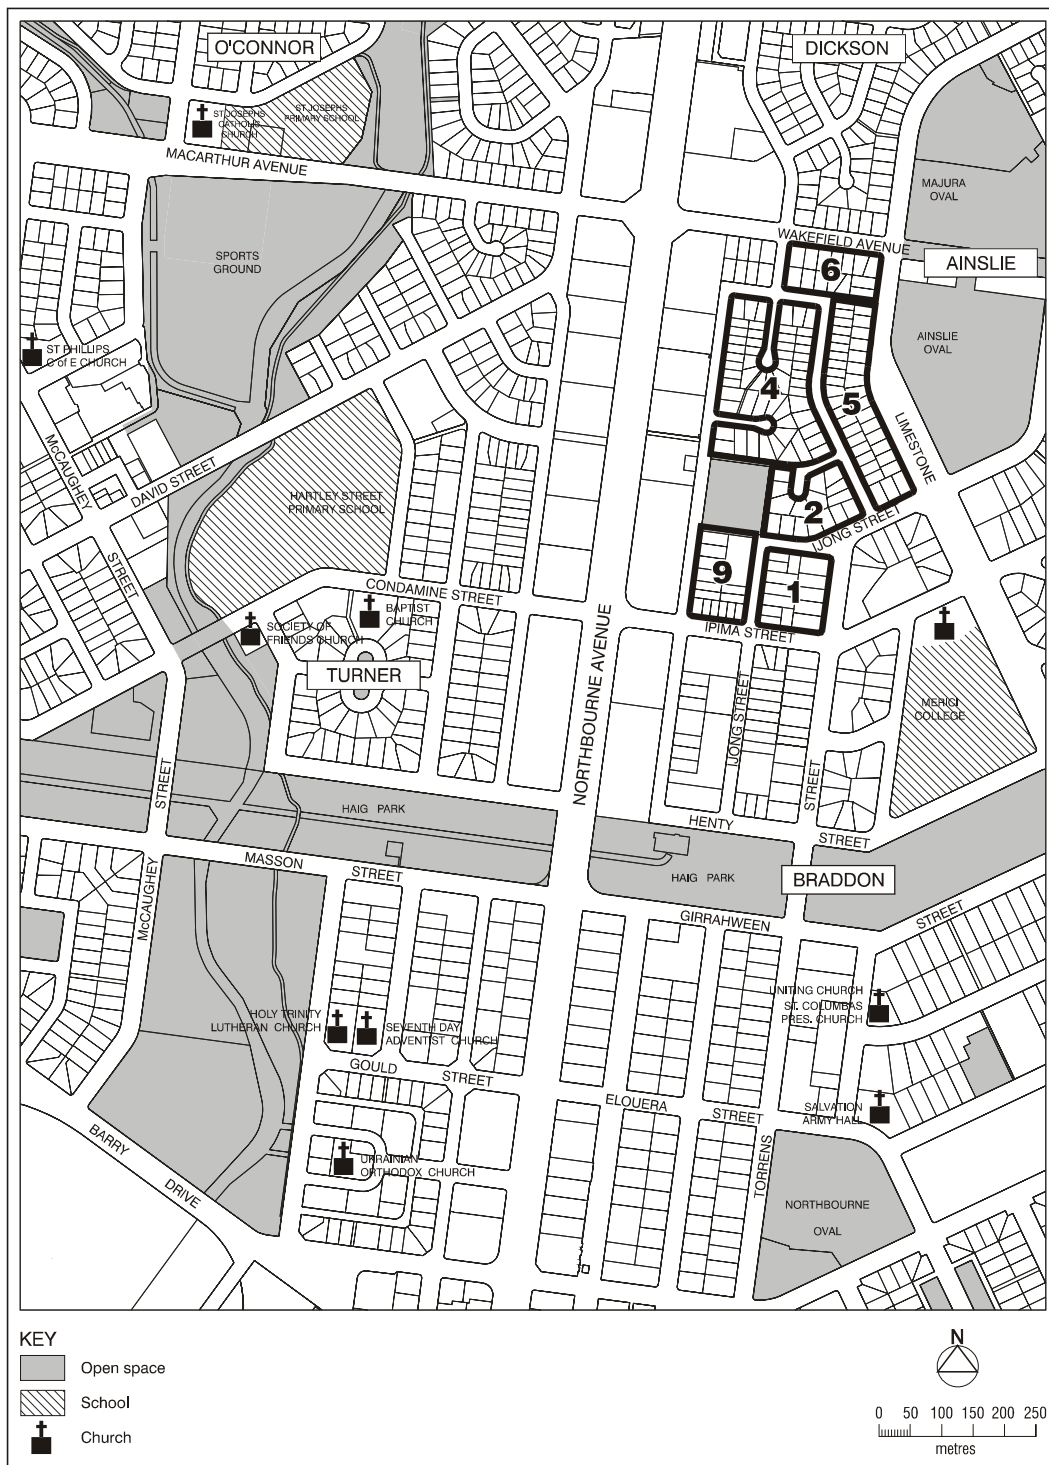 O'CONNOR
DICKSON
ST JOSEPHS
CATHOLIC
CHURCH
ST JOSEPHS
PRIMARY SCHOOL
MACARTHUR AVENUE
MAJURA
OVAL
WAKEFIELD AVENUE
SPORTS
GROUND
6
AINSLIE
ST PHILLIPS
C of E CHURCH
AINSLIE
OVAL
4
5
LIMESTONE
McCAUGHEY
DAVID STREET
HARTLEY STREET
PRIMARY SCHOOL
2
IJONG STREET
STREET
9
1
CONDAMINE STREET
BAPTIST
CHURCH
SOCIETY OF
FRIENDS CHURCH
IPIMA STREET
TURNER
NORTHBOURNE AVENUE
JONG STREET
MERICI
COLLEGE
STREET
STREET
HAIG PARK
HENTY
STREET
MASSON
STREET
HAIG PARK
BRADDON
McCAUGHEY
GIRRAHWEEN
STREET
UNITING CHURCH
ST. COLUMBAS
PRES. CHURCH
HOLY TRINITY
LUTHERAN CHURCH
SEVENTH DAY
ADVENTIST CHURCH
GOULD
STREET
ELOUERA
STREET
SALVATION
ARMY HALL
BARRY
DRIVE
UKRAINIAN
ORTHODOX CHURCH
TORRENS
NORTHBOURNE
OVAL
KEY
Open space
School
Church
N
0 50 100 150 200 250
metres